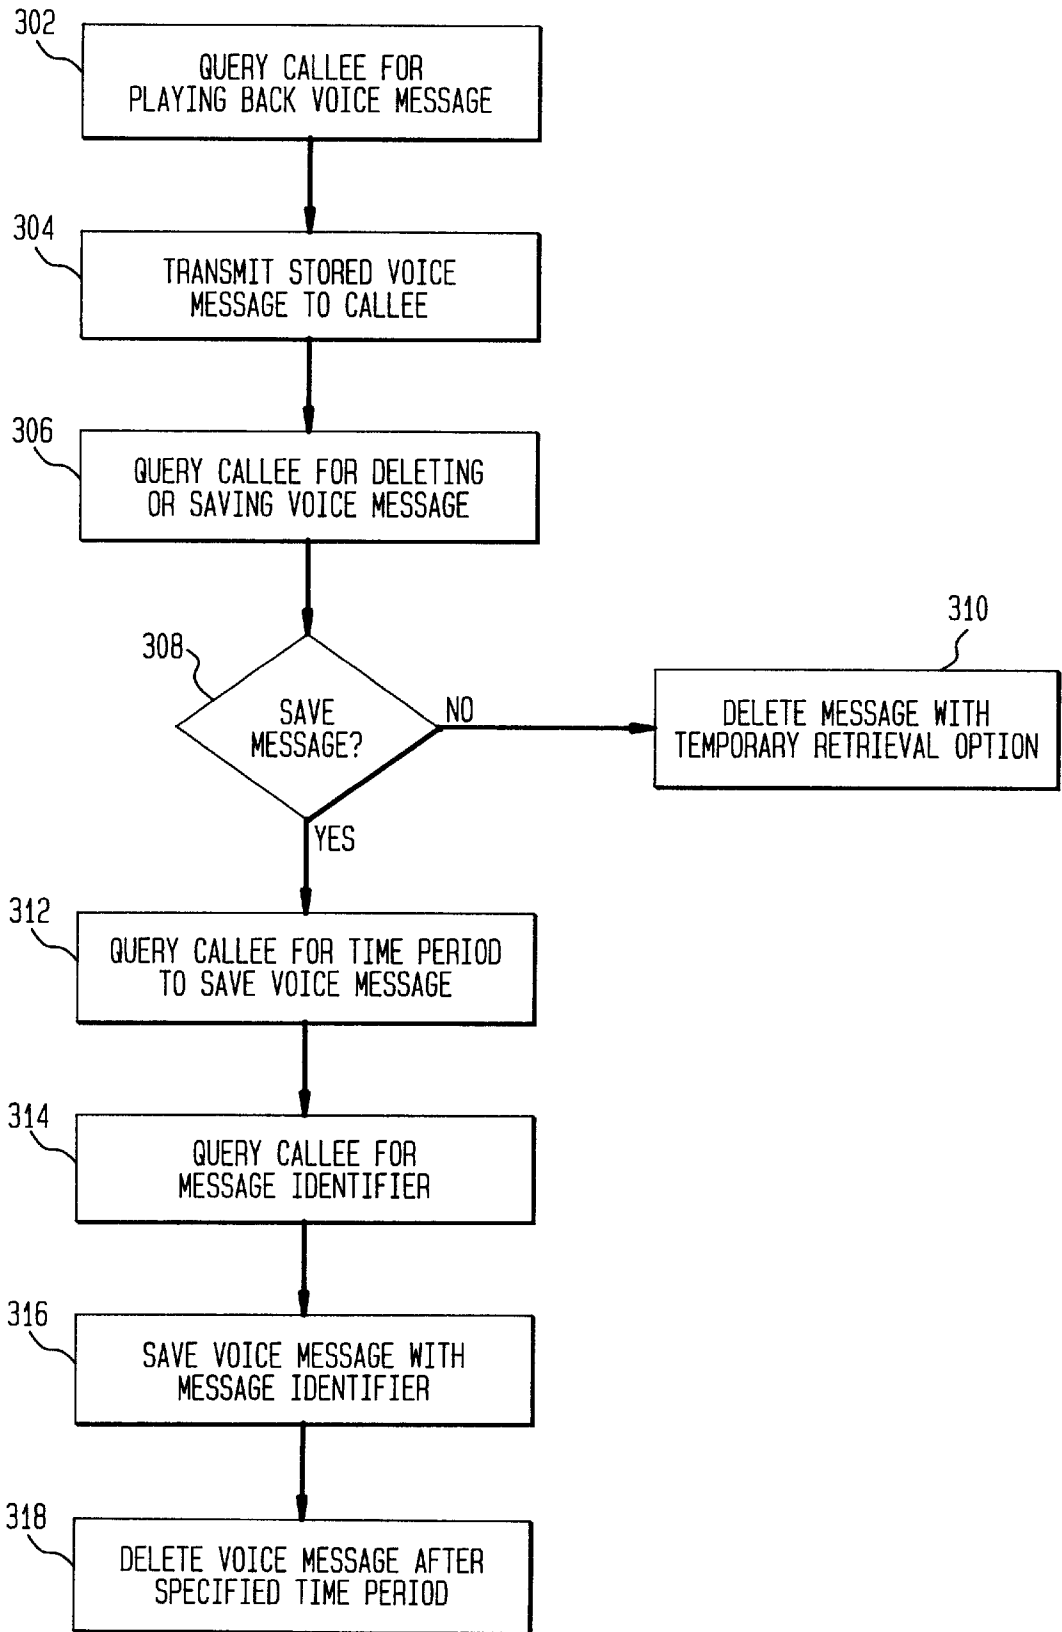 302
QUERY CALLEE FOR
PLAYING BACK VOICE MESSAGE
304
TRANSMIT STORED VOICE
MESSAGE TO CALLEE
306
QUERY CALLEE FOR DELETING
OR SAVING VOICE MESSAGE
308
SAVE
MESSAGE?
NO
310
DELETE MESSAGE WITH
TEMPORARY RETRIEVAL OPTION
YES
312
QUERY CALLEE FOR TIME PERIOD
TO SAVE VOICE MESSAGE
314
QUERY CALLEE FOR
MESSAGE IDENTIFIER
316
SAVE VOICE MESSAGE WITH
MESSAGE IDENTIFIER
318
DELETE VOICE MESSAGE AFTER
SPECIFIED TIME PERIOD